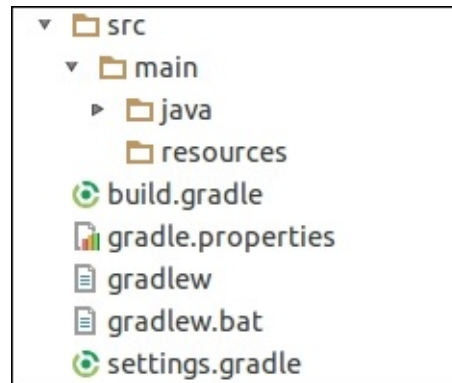 src
main
java
resources
build.gradle
gradle.properties
gradlew
gradlew.bat
settings.gradle